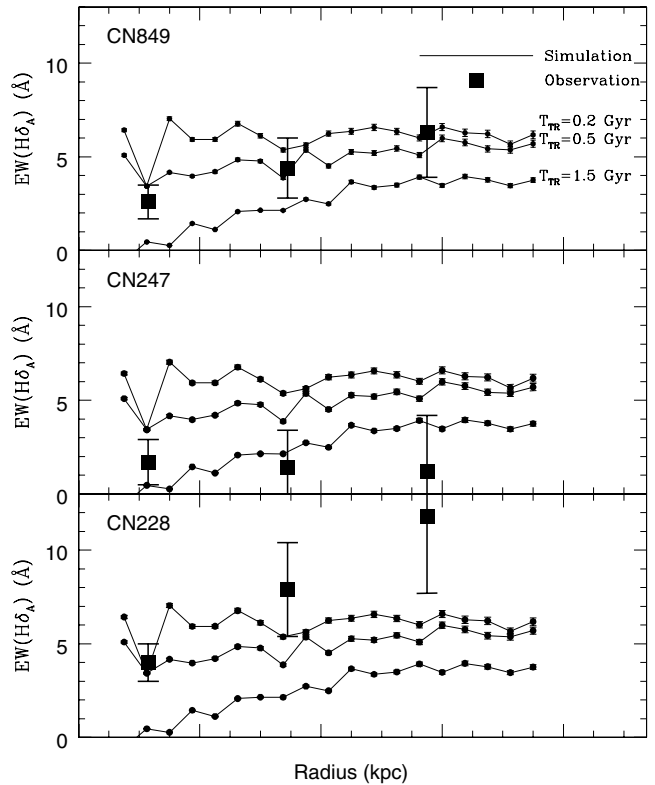 CN849
10
5
0
EW(Hδ_A) (Å)
Simulation
Observation
T_TR=0.2 Gyr
T_TR=0.5 Gyr
T_TR=1.5 Gyr
CN247
10
5
0
EW(Hδ_A) (Å)
CN228
10
5
0
EW(Hδ_A) (Å)
Radius (kpc)